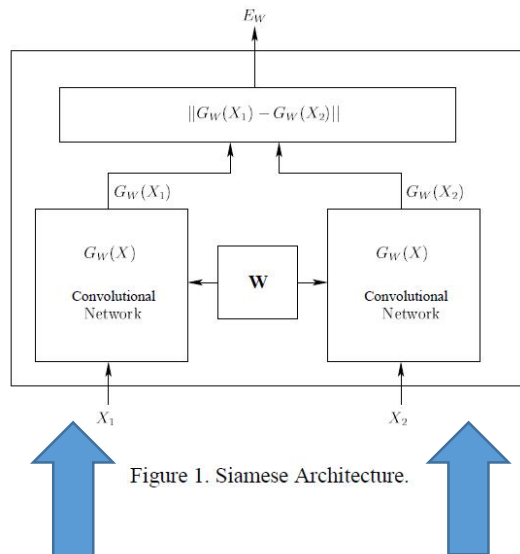 E_W
||G_W(X_1) − G_W(X_2)||
G_W(X_1) G_W(X_2)
G_W(X) G_W(X)
W
Convolutional Convolutional
Network Network
X_1 X_2
Figure 1. Siamese Architecture.